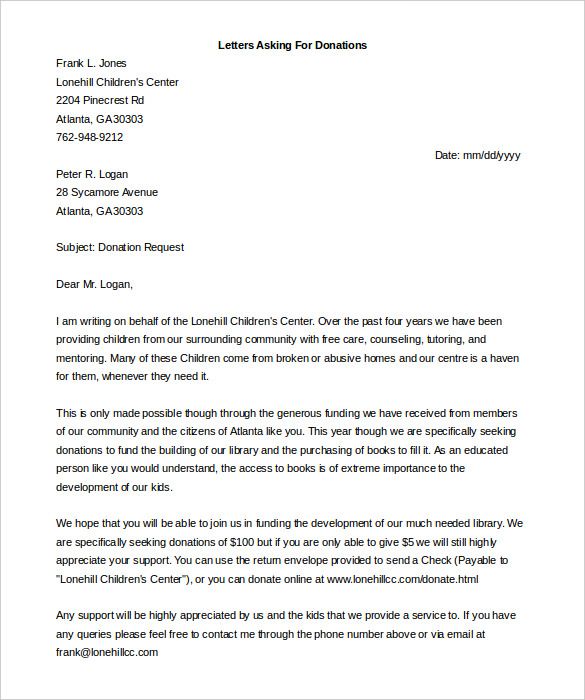 Letters Asking For Donations
Frank L. Jones
Lonehill Children's Center
2204 Pinecrest Rd
Atlanta, GA30303
762-948-9212
Date: mm/dd/yyyy
Peter R. Logan
28 Sycamore Avenue
Atlanta, GA30303
Subject: Donation Request
Dear Mr. Logan,
I am writing on behalf of the Lonehill Children's Center. Over the past four years we have been
providing children from our surrounding community with free care, counseling, tutoring, and
mentoring. Many of these Children come from broken or abusive homes and our centre is a haven
for them, whenever they need it.
This is only made possible though through the generous funding we have received from members
of our community and the citizens of Atlanta like you. This year though we are specifically seeking
donations to fund the building of our library and the purchasing of books to fill it. As an educated
person like you would understand, the access to books is of extreme importance to the
development of our kids.
We hope that you will be able to join us in funding the development of our much needed library. We
are specifically seeking donations of $100 but if you are only able to give $5 we will still highly
appreciate your support. You can use the return envelope provided to send a Check (Payable to
"Lonehill Children's Center"), or you can donate online at www.lonehillcc.com/donate.html
Any support will be highly appreciated by us and the kids that we provide a service to. If you have
any queries please feel free to contact me through the phone number above or via email at
frank@lonehillcc.com